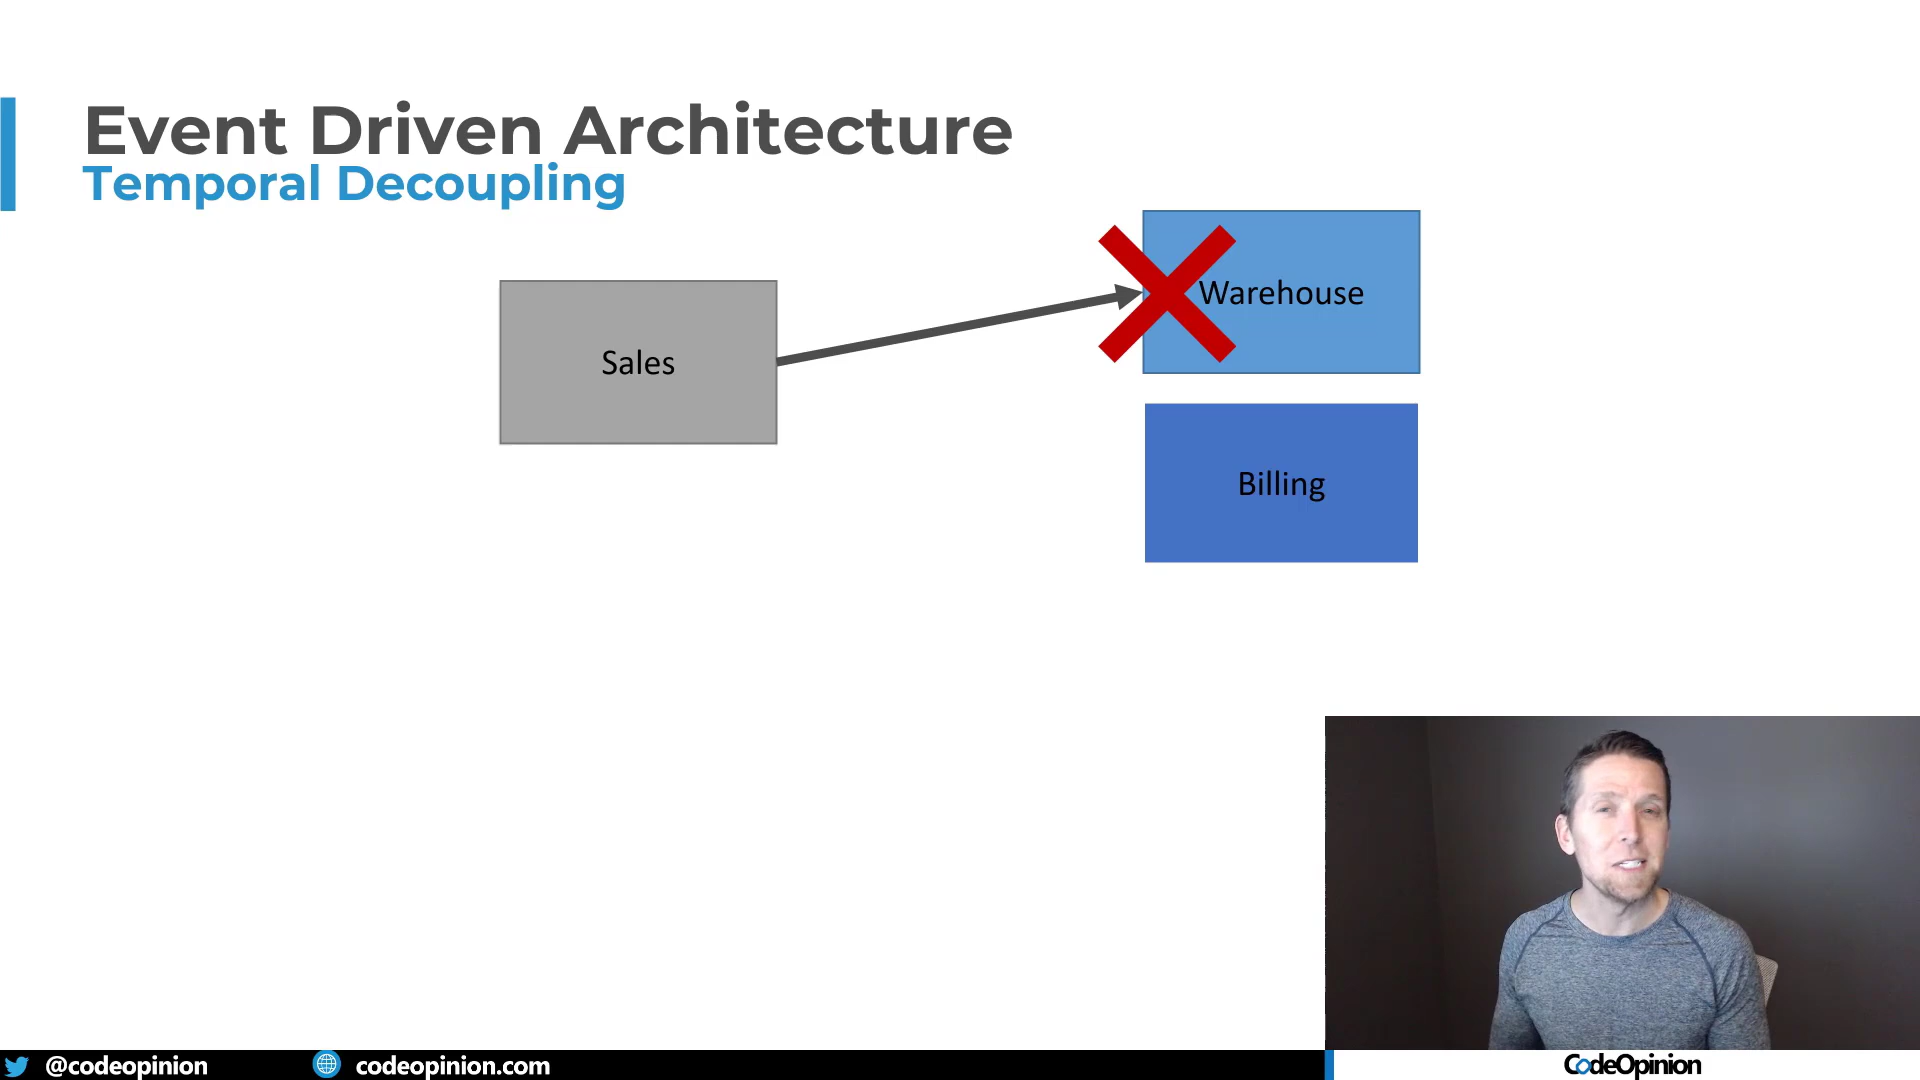 Event Driven Architecture
Temporal Decoupling
Warehouse
Sales
Billing
@codeopinion
codeopinion.com
CodeOpinion